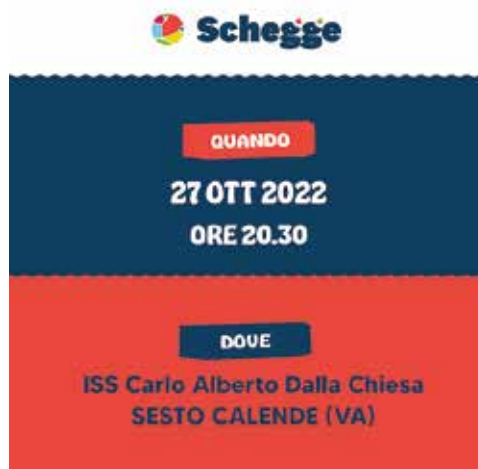 Schegge
QUANDO
27 OTT 2022
ORE 20.30
DOVE
ISS Carlo Alberto Dalla Chiesa
SESTO CALENDE (VA)